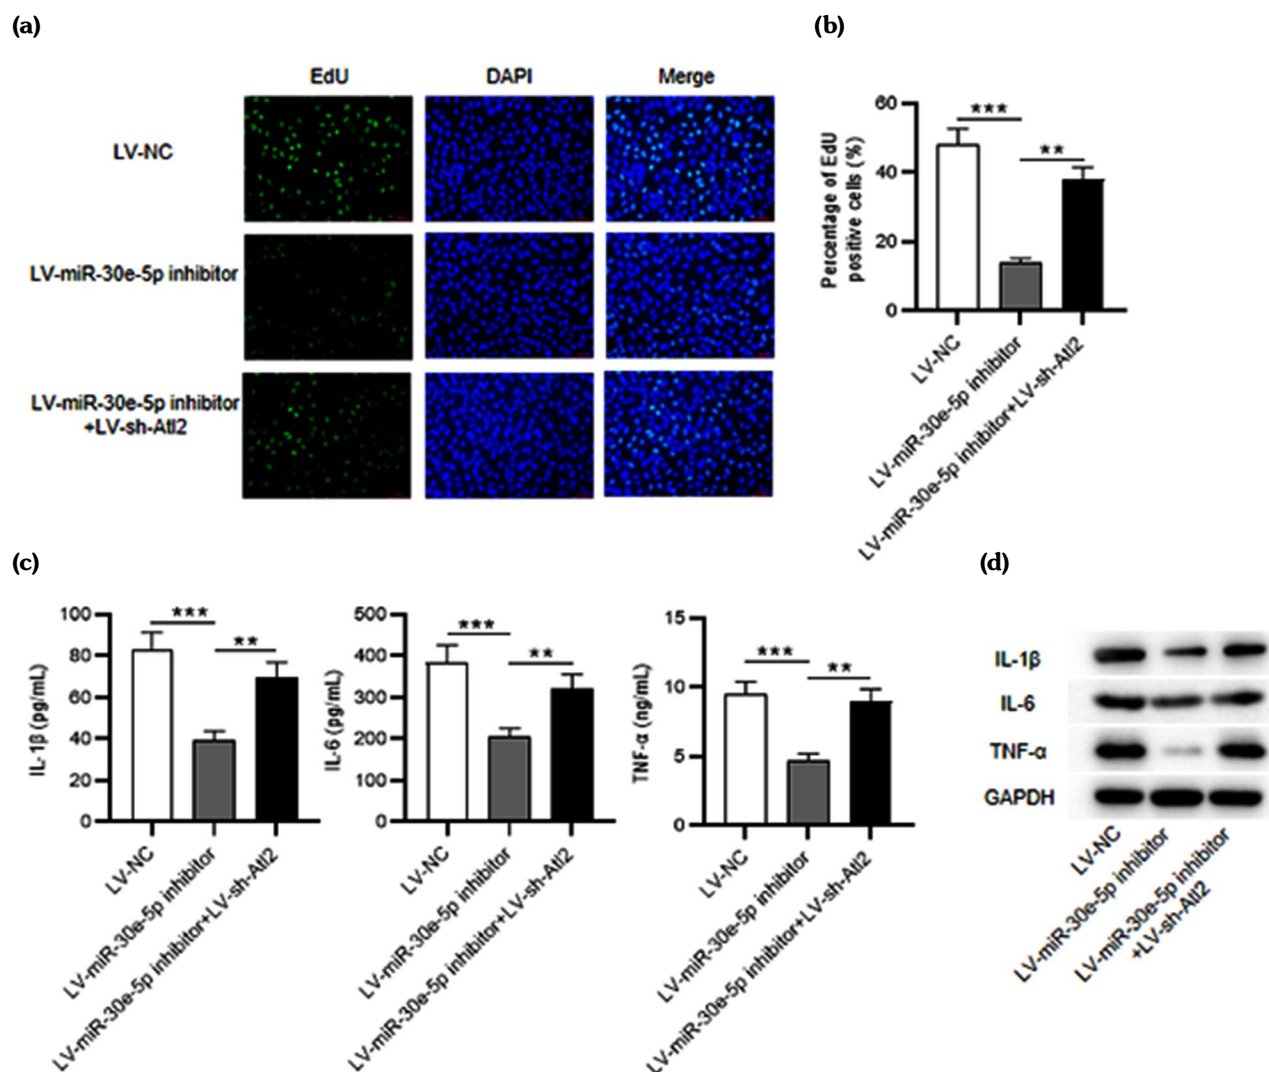 (a)
EdU
DAPI
Merge
LV-NC
LV-miR-30e-5p inhibitor
LV-miR-30e-5p inhibitor
+LV-sh-Atl2
(b)
Percentage of EdU
positive cells (%)
60
40
20
0
***
**
LV-NC
LV-miR-30e-5p inhibitor
LV-miR-30e-5p inhibitor+LV-sh-Atl2
(c)
IL-1β (pg/mL)
100
80
60
40
20
0
***
**
LV-NC
LV-miR-30e-5p inhibitor
LV-miR-30e-5p inhibitor+LV-sh-Atl2
IL-6 (pg/mL)
500
400
300
200
100
0
***
**
LV-NC
LV-miR-30e-5p inhibitor
LV-miR-30e-5p inhibitor+LV-sh-Atl2
TNF-α (ng/mL)
15
10
5
0
***
**
LV-NC
LV-miR-30e-5p inhibitor
LV-miR-30e-5p inhibitor+LV-sh-Atl2
(d)
IL-1β
IL-6
TNF-α
GAPDH
LV-NC
LV-miR-30e-5p inhibitor
LV-miR-30e-5p inhibitor
+LV-sh-Atl2